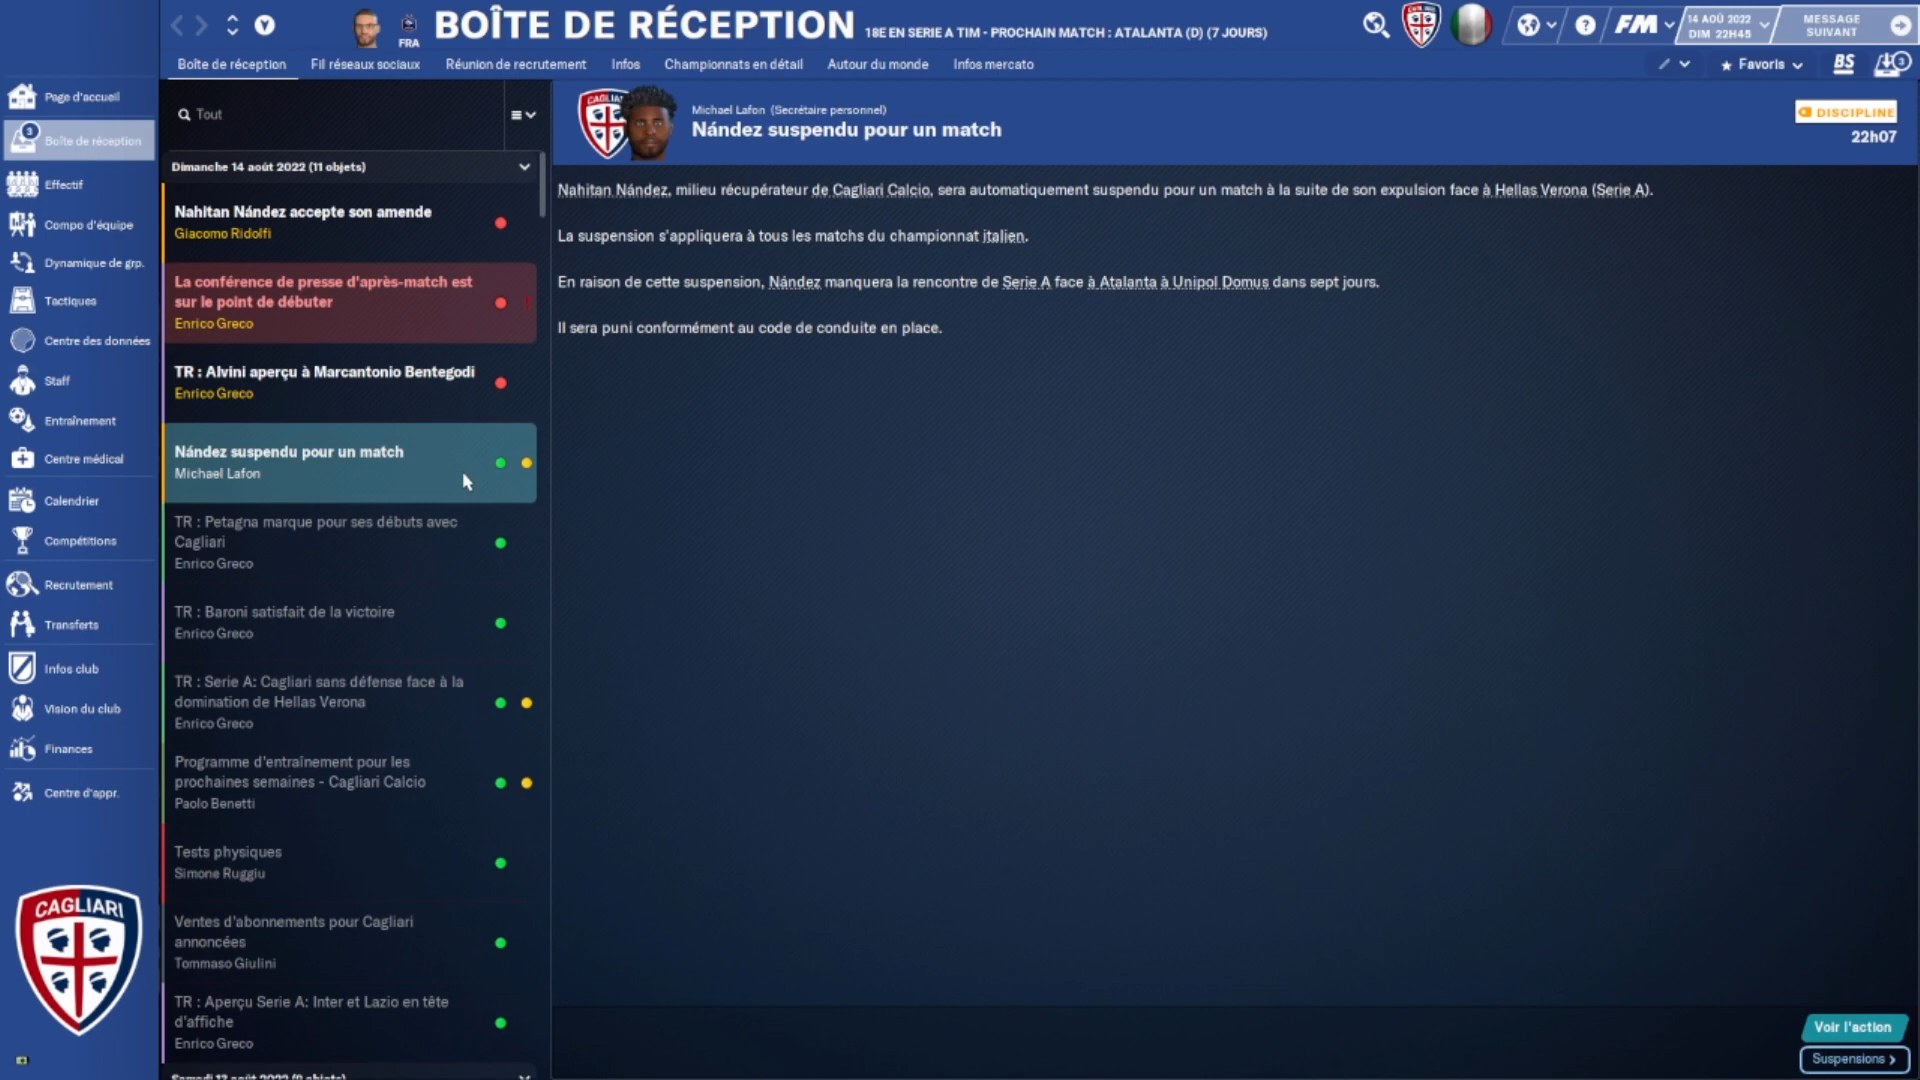 BOÎTE DE RÉCEPTION
18E EN SERIE A TIM - PROCHAIN MATCH : ATALANTA (D) (7 JOURS)
FRA
FM
14 AOÛ 2022
DIM 22H45
MESSAGE
SUIVANT
Boîte de réception
Fil réseaux sociaux
Réunion de recrutement
Infos
Championnats en détail
Autour du monde
Infos mercato
Favoris
BS
3
Page d'accueil
3
Boîte de réception
Effectif
Compo d'équipe
Dynamique de grp.
Tactiques
Centre des données
Staff
Entraînement
Centre médical
Calendrier
Compétitions
Recrutement
Transferts
Infos club
Vision du club
Finances
Centre d'appr.
CAGLIARI
Tout
Dimanche 14 août 2022 (11 objets)
Nahitan Nández accepte son amende
Giacomo Ridolfi
La conférence de presse d'après-match est
sur le point de débuter
Enrico Greco
TR : Alvini aperçu à Marcantonio Bentegodi
Enrico Greco
Nández suspendu pour un match
Michael Lafon
TR : Petagna marque pour ses débuts avec
Cagliari
Enrico Greco
TR : Baroni satisfait de la victoire
Enrico Greco
TR : Serie A: Cagliari sans défense face à la
domination de Hellas Verona
Enrico Greco
Programme d'entraînement pour les
prochaines semaines - Cagliari Calcio
Paolo Benetti
Tests physiques
Simone Ruggiu
Ventes d'abonnements pour Cagliari
annoncées
Tommaso Giulini
TR : Aperçu Serie A: Inter et Lazio en tête
d'affiche
Enrico Greco
Samedi 13 août 2022 (9 objets)
Michael Lafon (Secrétaire personnel)
Nández suspendu pour un match
DISCIPLINE
22h07
Nahitan Nández, milieu récupérateur de Cagliari Calcio, sera automatiquement suspendu pour un match à la suite de son expulsion face à Hellas Verona (Serie A).
La suspension s'appliquera à tous les matchs du championnat italien.
En raison de cette suspension, Nández manquera la rencontre de Serie A face à Atalanta à Unipol Domus dans sept jours.
Il sera puni conformément au code de conduite en place.
Voir l'action
Suspensions >